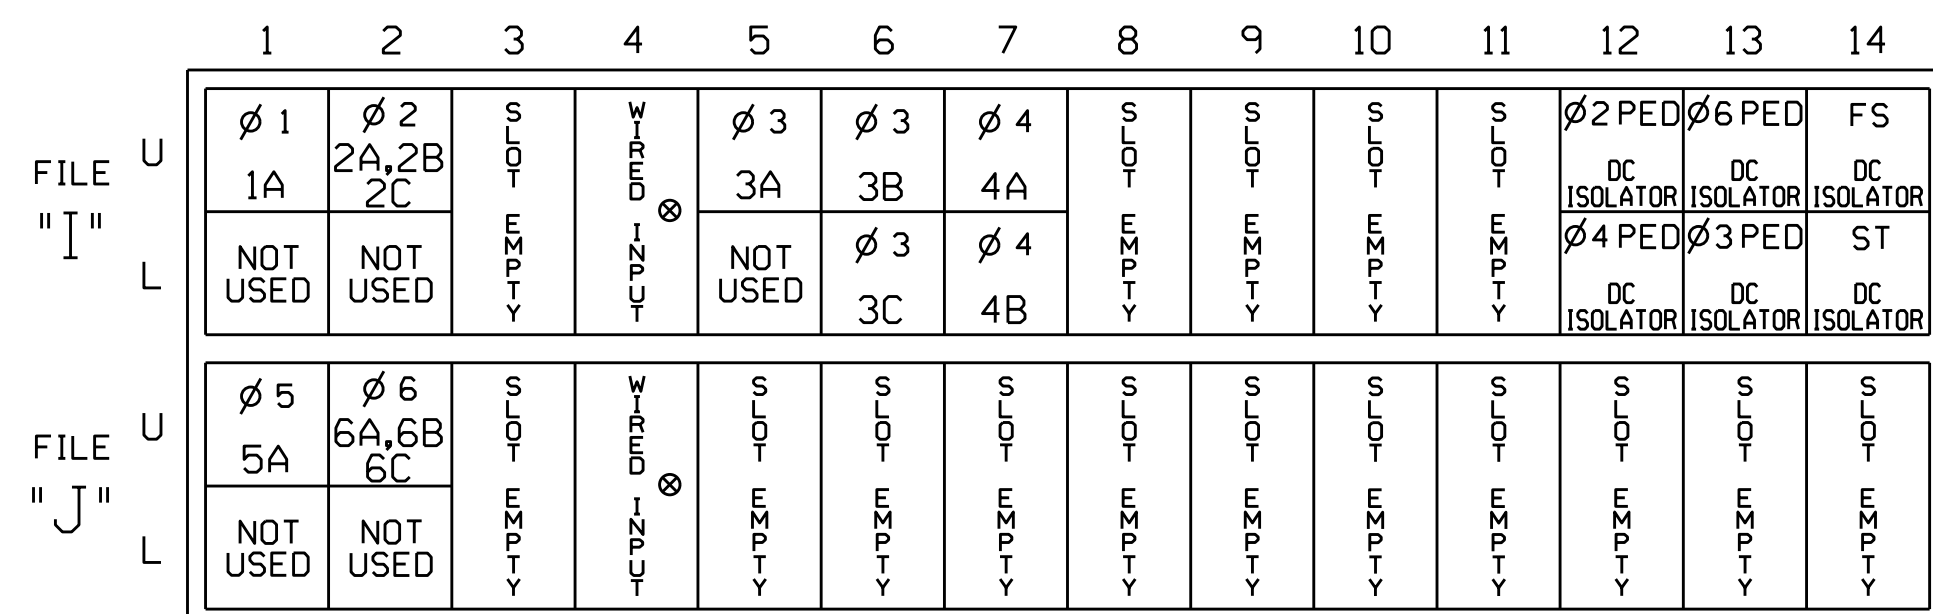 1 2 3 4 5 6 7 8 9 10 11 12 13 14
FILE
"I"
U
L
Ø 1
1A
NOT
USED
Ø 2
2A,2B
2C
NOT
USED
SLOT EMPTY
WIRED INPUT
Ø 3
3A
NOT
USED
Ø 3
3B
Ø 3
3C
Ø 4
4A
Ø 4
4B
SLOT EMPTY
SLOT EMPTY
SLOT EMPTY
SLOT EMPTY
Ø2 PED
DC
ISOLATOR
Ø4 PED
DC
ISOLATOR
Ø6 PED
DC
ISOLATOR
Ø3 PED
DC
ISOLATOR
FS
DC
ISOLATOR
ST
DC
ISOLATOR
FILE
"J"
U
L
Ø 5
5A
NOT
USED
Ø 6
6A,6B
6C
NOT
USED
SLOT EMPTY
WIRED INPUT
SLOT EMPTY
SLOT EMPTY
SLOT EMPTY
SLOT EMPTY
SLOT EMPTY
SLOT EMPTY
SLOT EMPTY
SLOT EMPTY
SLOT EMPTY
SLOT EMPTY